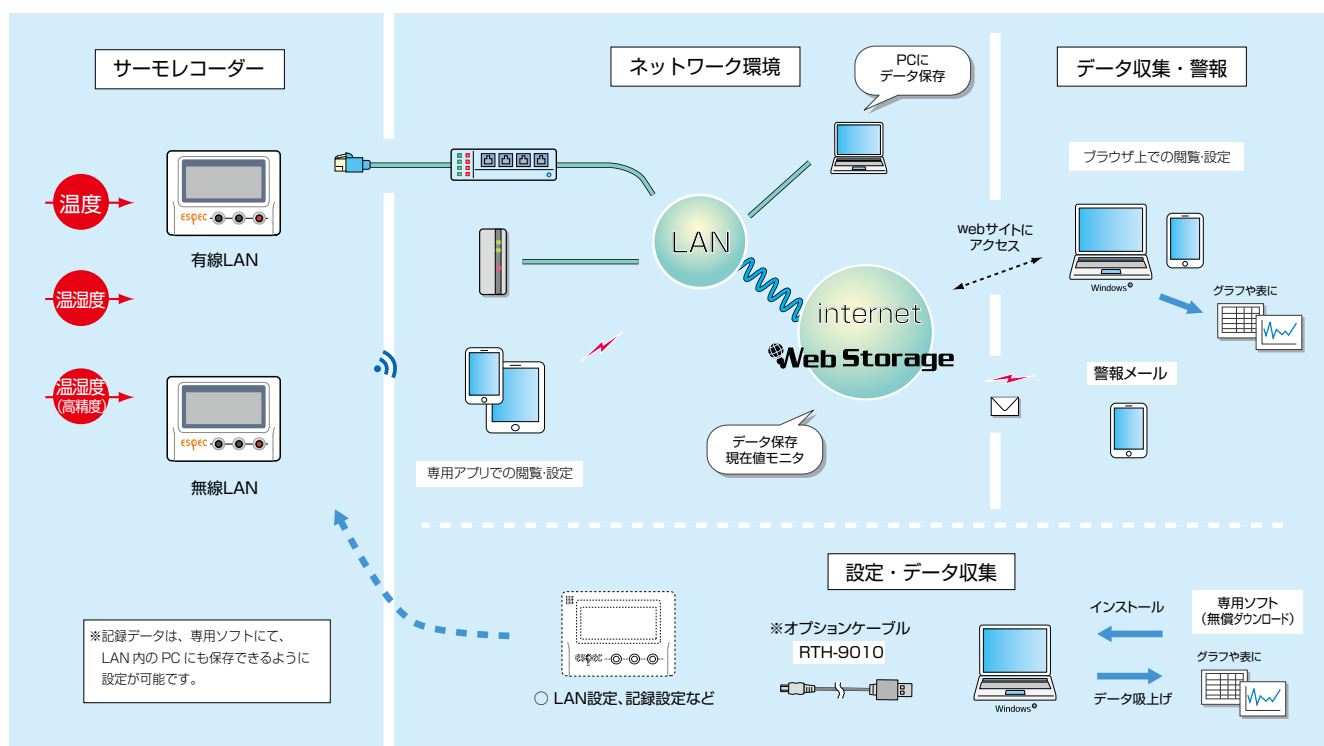 サーモレコーダー
温度
温湿度
温湿度
(高精度)
espec
有線LAN
espec
無線LAN
※記録データは、専用ソフトにて、
LAN 内の PC にも保存できるように
設定が可能です。
ネットワーク環境
PCに
データ保存
LAN
internet
Web Storage
データ保存
現在値モニタ
専用アプリでの閲覧・設定
データ収集・警報
ブラウザ上での閲覧・設定
webサイトに
アクセス
Windows®
グラフや表に
警報メール
設定・データ収集
espec
○ LAN設定、記録設定など
※オプションケーブル
RTH-9010
Windows®
インストール
専用ソフト
(無償ダウンロード)
データ吸上げ
グラフや表に